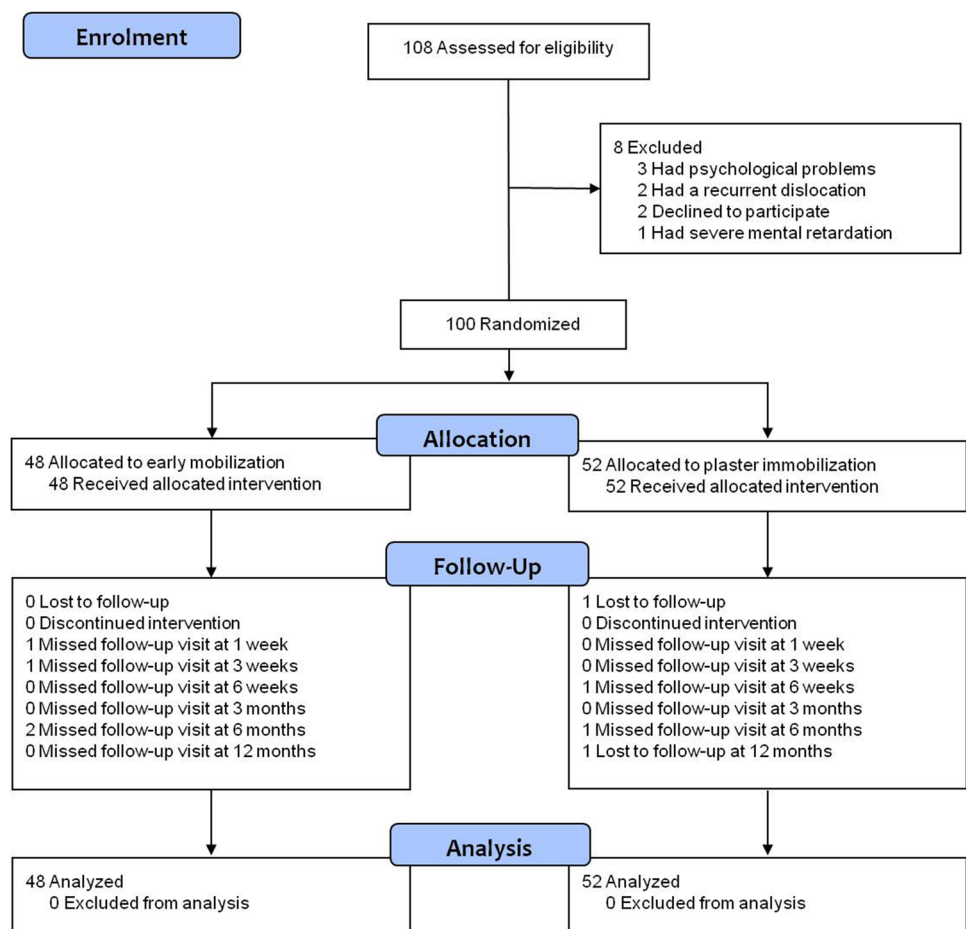 Enrolment
108 Assessed for eligibility
8 Excluded
3 Had psychological problems
2 Had a recurrent dislocation
2 Declined to participate
1 Had severe mental retardation
100 Randomized
Allocation
48 Allocated to early mobilization
48 Received allocated intervention
52 Allocated to plaster immobilization
52 Received allocated intervention
Follow-Up
0 Lost to follow-up
0 Discontinued intervention
1 Missed follow-up visit at 1 week
1 Missed follow-up visit at 3 weeks
0 Missed follow-up visit at 6 weeks
0 Missed follow-up visit at 3 months
2 Missed follow-up visit at 6 months
0 Missed follow-up visit at 12 months
1 Lost to follow-up
0 Discontinued intervention
0 Missed follow-up visit at 1 week
0 Missed follow-up visit at 3 weeks
1 Missed follow-up visit at 6 weeks
0 Missed follow-up visit at 3 months
1 Missed follow-up visit at 6 months
1 Lost to follow-up at 12 months
Analysis
48 Analyzed
0 Excluded from analysis
52 Analyzed
0 Excluded from analysis